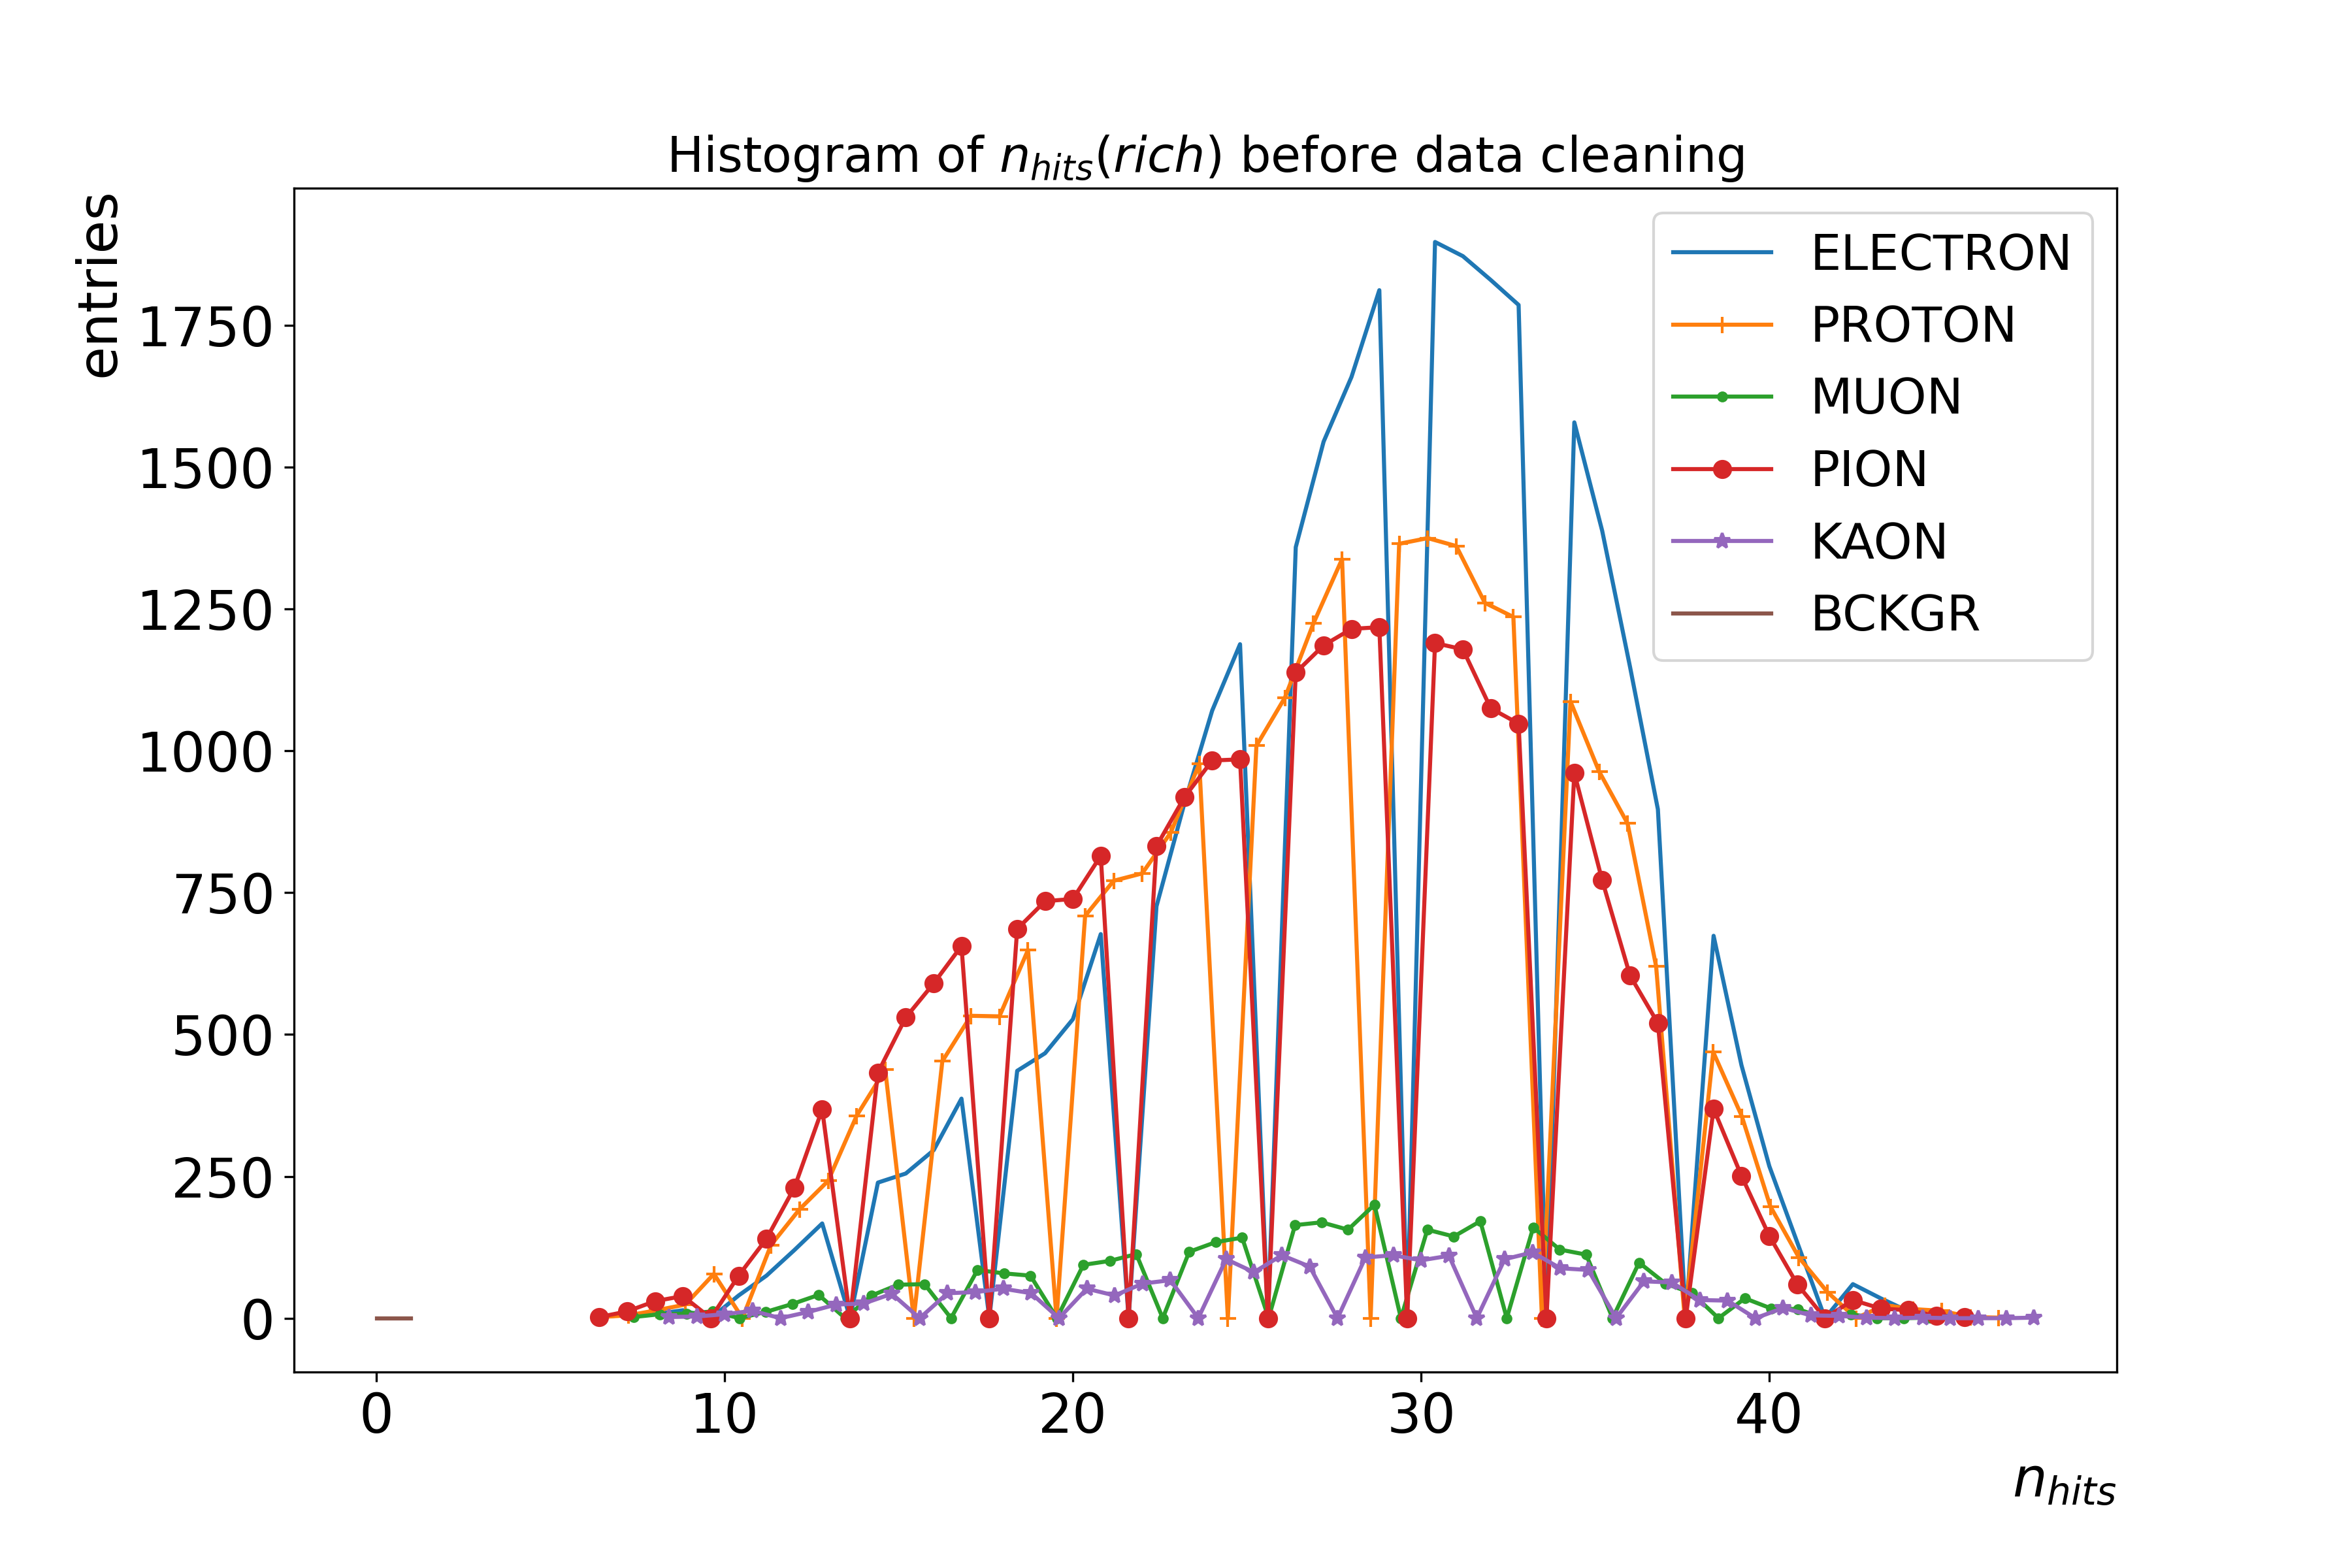 Histogram of n_hits(rich) before data cleaning
entries
1750
1500
1250
1000
750
500
250
0
0 10 20 30 40
n_hits
ELECTRON
PROTON
MUON
PION
KAON
BCKGR